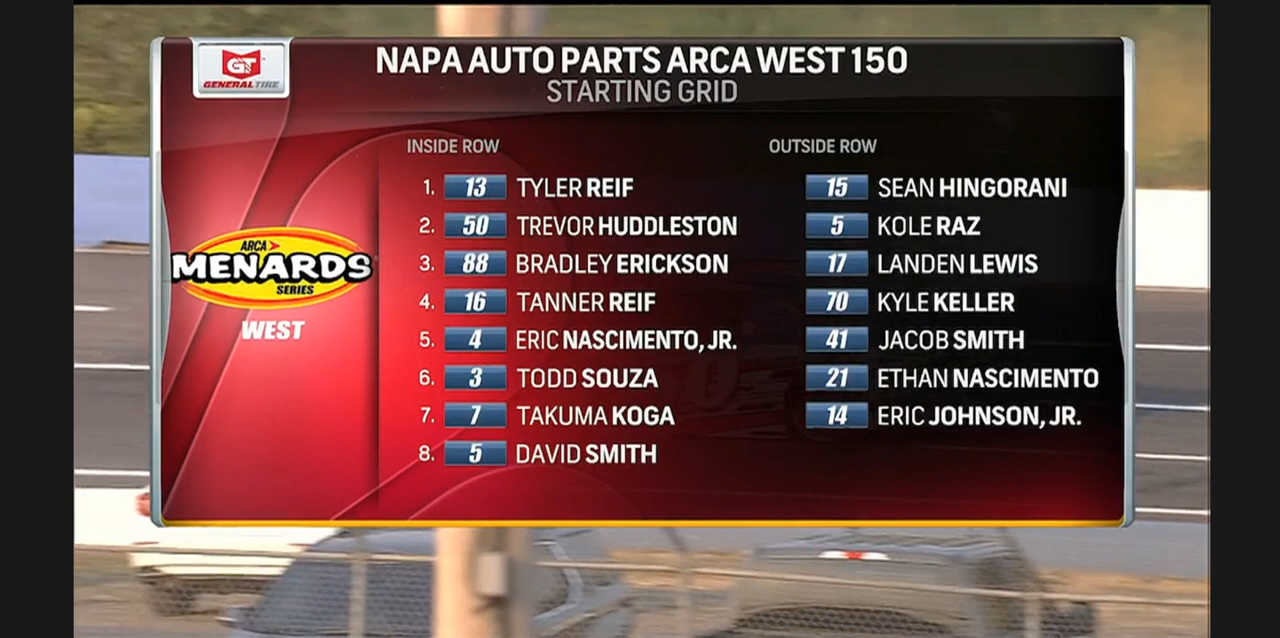 GT
GENERAL TIRE
NAPA AUTO PARTS ARCA WEST 150
STARTING GRID
INSIDE ROW OUTSIDE ROW
1. 13 TYLER REIF 15 SEAN HINGORANI
2. 50 TREVOR HUDDLESTON 5 KOLE RAZ
3. 88 BRADLEY ERICKSON 17 LANDEN LEWIS
4. 16 TANNER REIF 70 KYLE KELLER
5. 4 ERIC NASCIMENTO, JR. 41 JACOB SMITH
6. 3 TODD SOUZA 21 ETHAN NASCIMENTO
7. 7 TAKUMA KOGA 14 ERIC JOHNSON, JR.
8. 5 DAVID SMITH
ARCA
MENARDS
SERIES
WEST